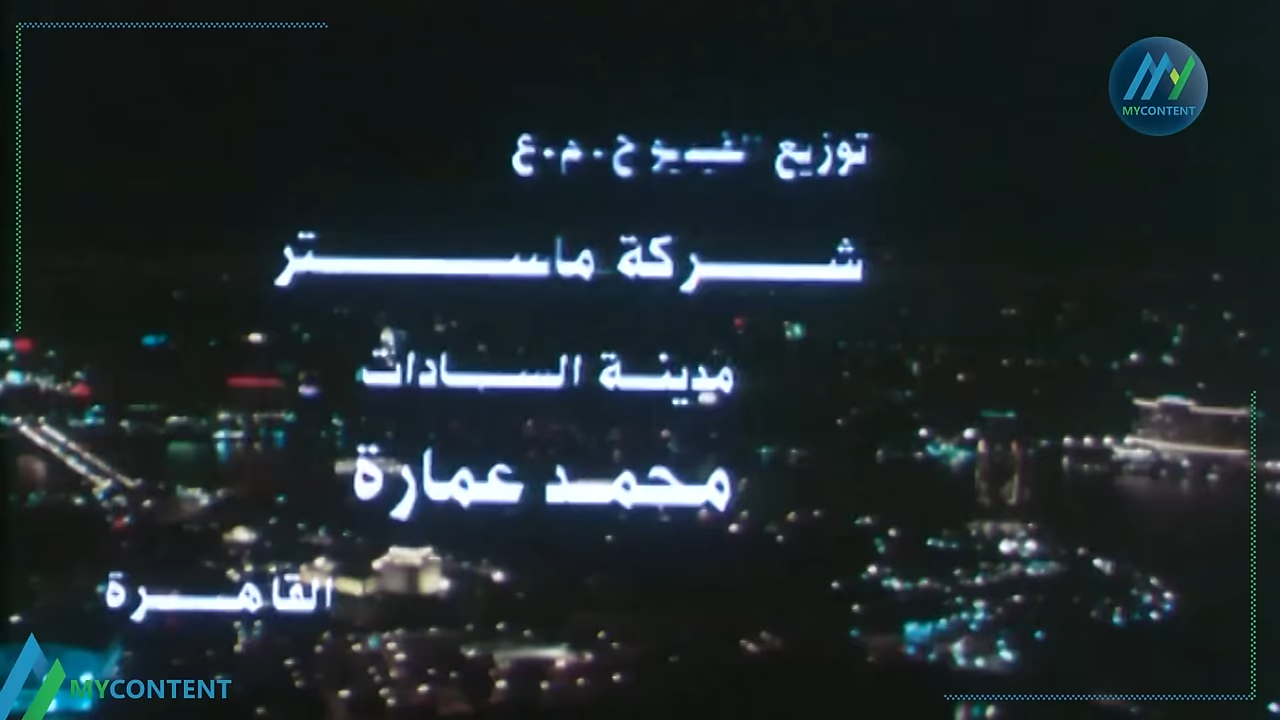 MYCONTENT
توزيع ج.م.ع
شركة ماستر
مدينة السادات
محمد عمارة
القاهرة
MYCONTENT